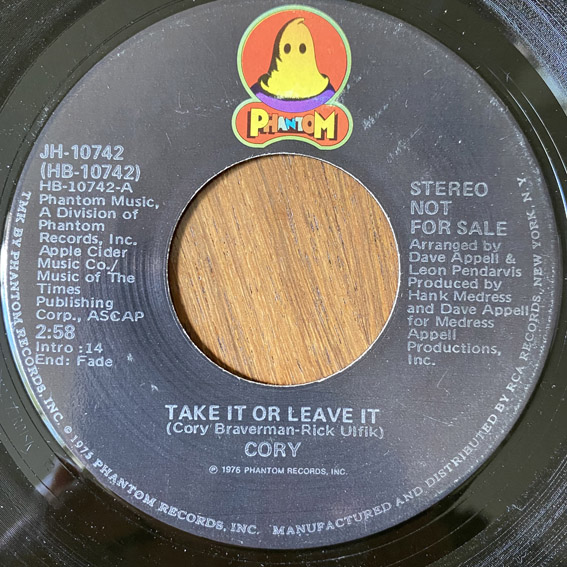 PHANTOM
JH-10742
(HB-10742)
HB-10742-A
Phantom Music,
A Division of
Phantom
Records, Inc.
Apple Cider
Music Co./
Music of The
Times
Publishing
Corp., ASCAP
2:58
Intro :14
End: Fade
STEREO
NOT
FOR SALE
Arranged by
Dave Appell &
Leon Pendarvis
Produced by
Hank Medress
and Dave Appell
for Medress
Appell
Productions,
Inc.
TAKE IT OR LEAVE IT
(Cory Braverman-Rick Ulfik)
CORY
℗ 1976 PHANTOM RECORDS, INC.
TMK BY PHANTOM RECORDS, INC. © 1975 PHANTOM RECORDS, INC. MANUFACTURED AND DISTRIBUTED BY RCA RECORDS, NEW YORK, N.Y.